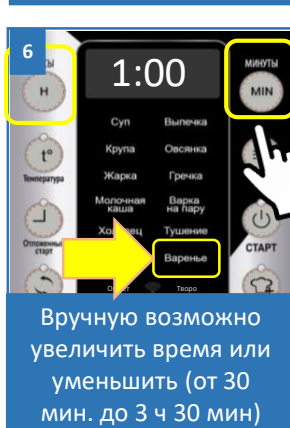 6
Ы
МИНУТЫ
H
1:00
MIN
Суп
Выпечка
t°
Крупа
Овсянка
Температура
Жарка
Гречка
Молочная каша
Варка на пару
Тушение
Отложенный старт
СТАРТ
Варенье
Творо
Вручную возможно
увеличить время или
уменьшить (от 30
мин. до 3 ч 30 мин)